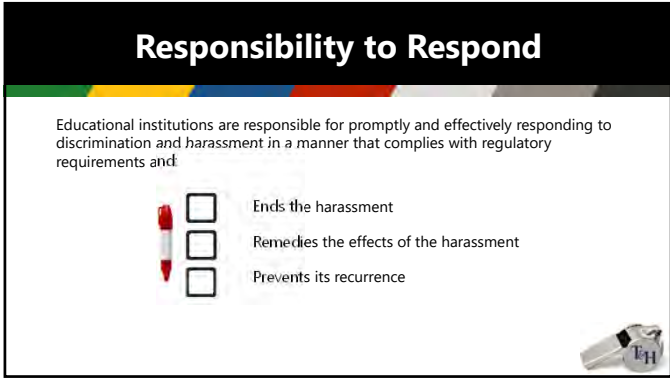 Responsibility to Respond
Educational institutions are responsible for promptly and effectively responding to
discrimination and harassment in a manner that complies with regulatory
requirements and:
Ends the harassment
Remedies the effects of the harassment
Prevents its recurrence
T&H